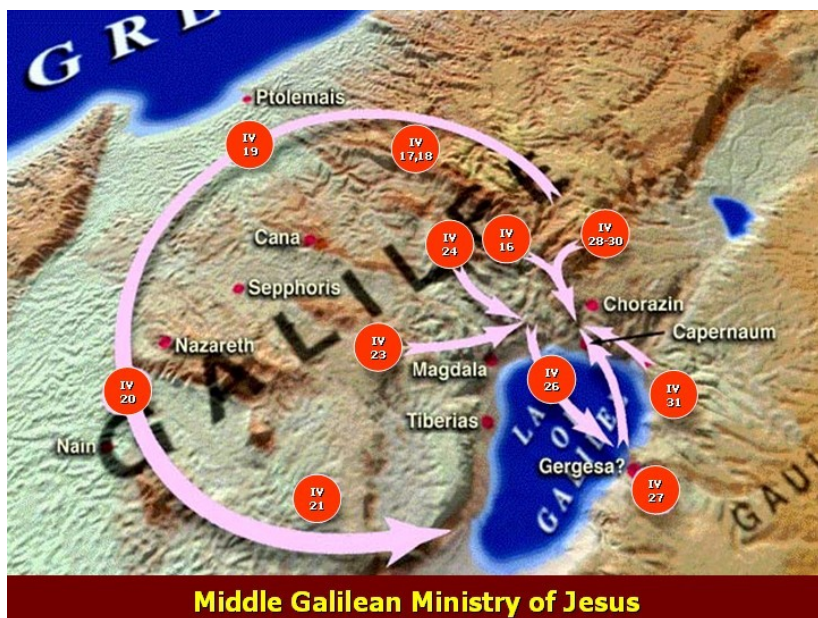 GRE
Ptolemais
IV
19
IV
17,18
Cana
IV
24
IV
16
IV
28-30
Sepphoris
GALILEE
Chorazin
Nazareth
IV
23
Capernaum
Magdala
IV
20
IV
26
IV
31
Tiberias
LA
OF
GALILEE
Nain
Gergesa?
IV
27
IV
21
GAUL
Middle Galilean Ministry of Jesus